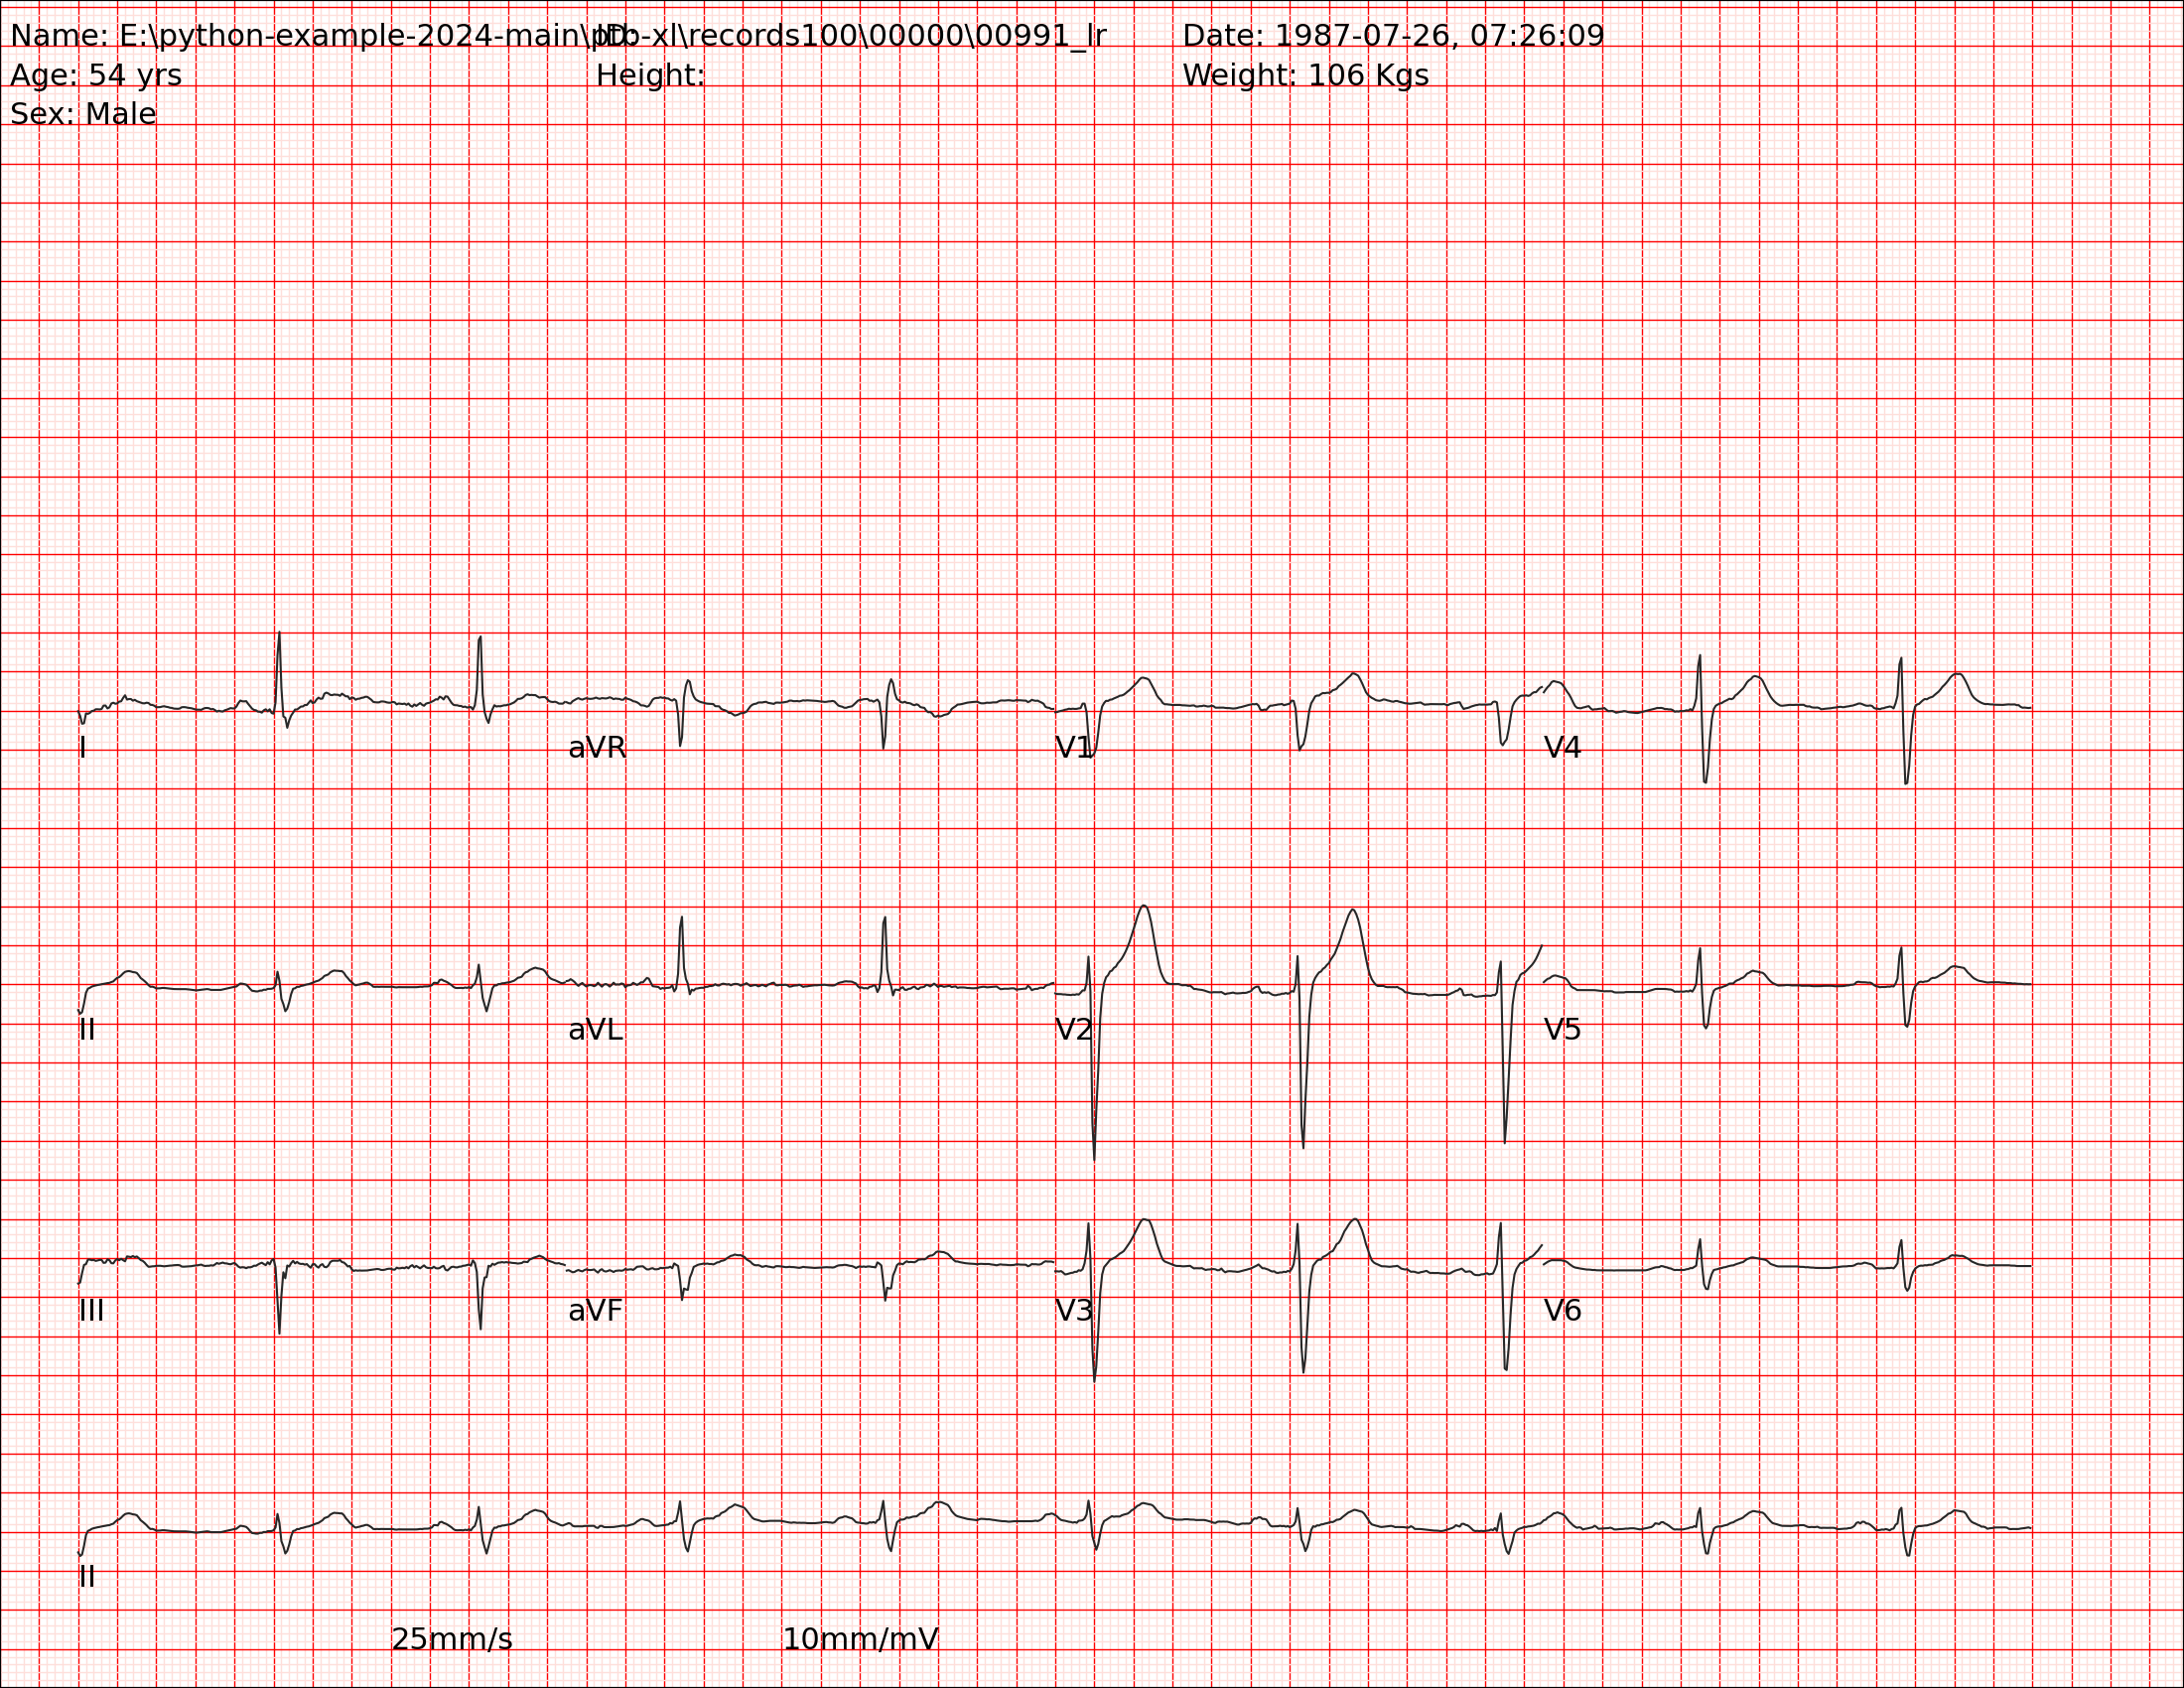 Name: E:\python-example-2024-main\ptb-xl\records100\00000\00991_lr ID: Date: 1987-07-26, 07:26:09
Age: 54 yrs Height: Weight: 106 Kgs
Sex: Male
I aVR V1 V4
II aVL V2 V5
III aVF V3 V6
II
25mm/s 10mm/mV